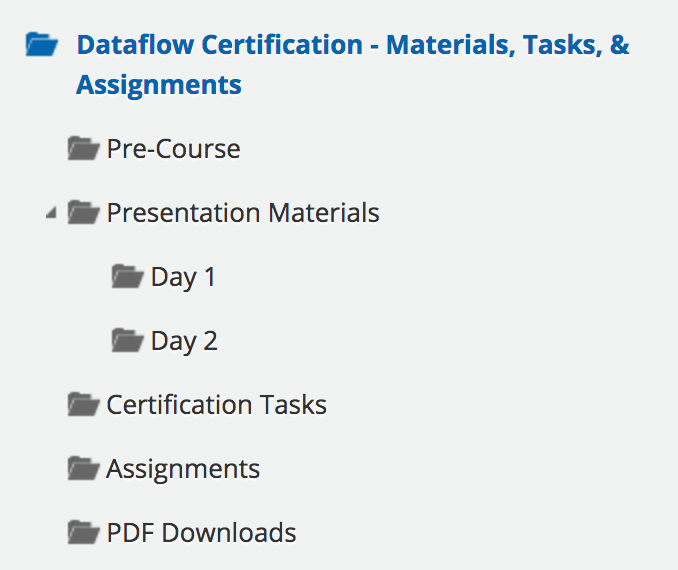 Dataflow Certification - Materials, Tasks, &
Assignments
Pre-Course
Presentation Materials
Day 1
Day 2
Certification Tasks
Assignments
PDF Downloads